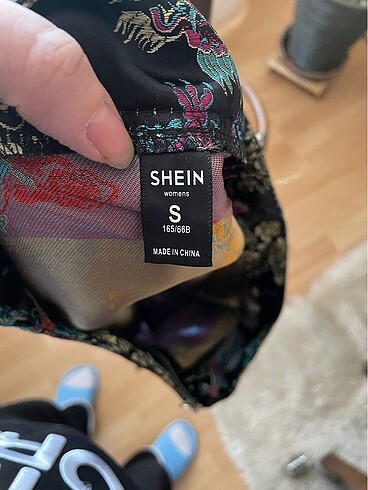 SHEIN
womens
S
165/66B
MADE IN CHINA